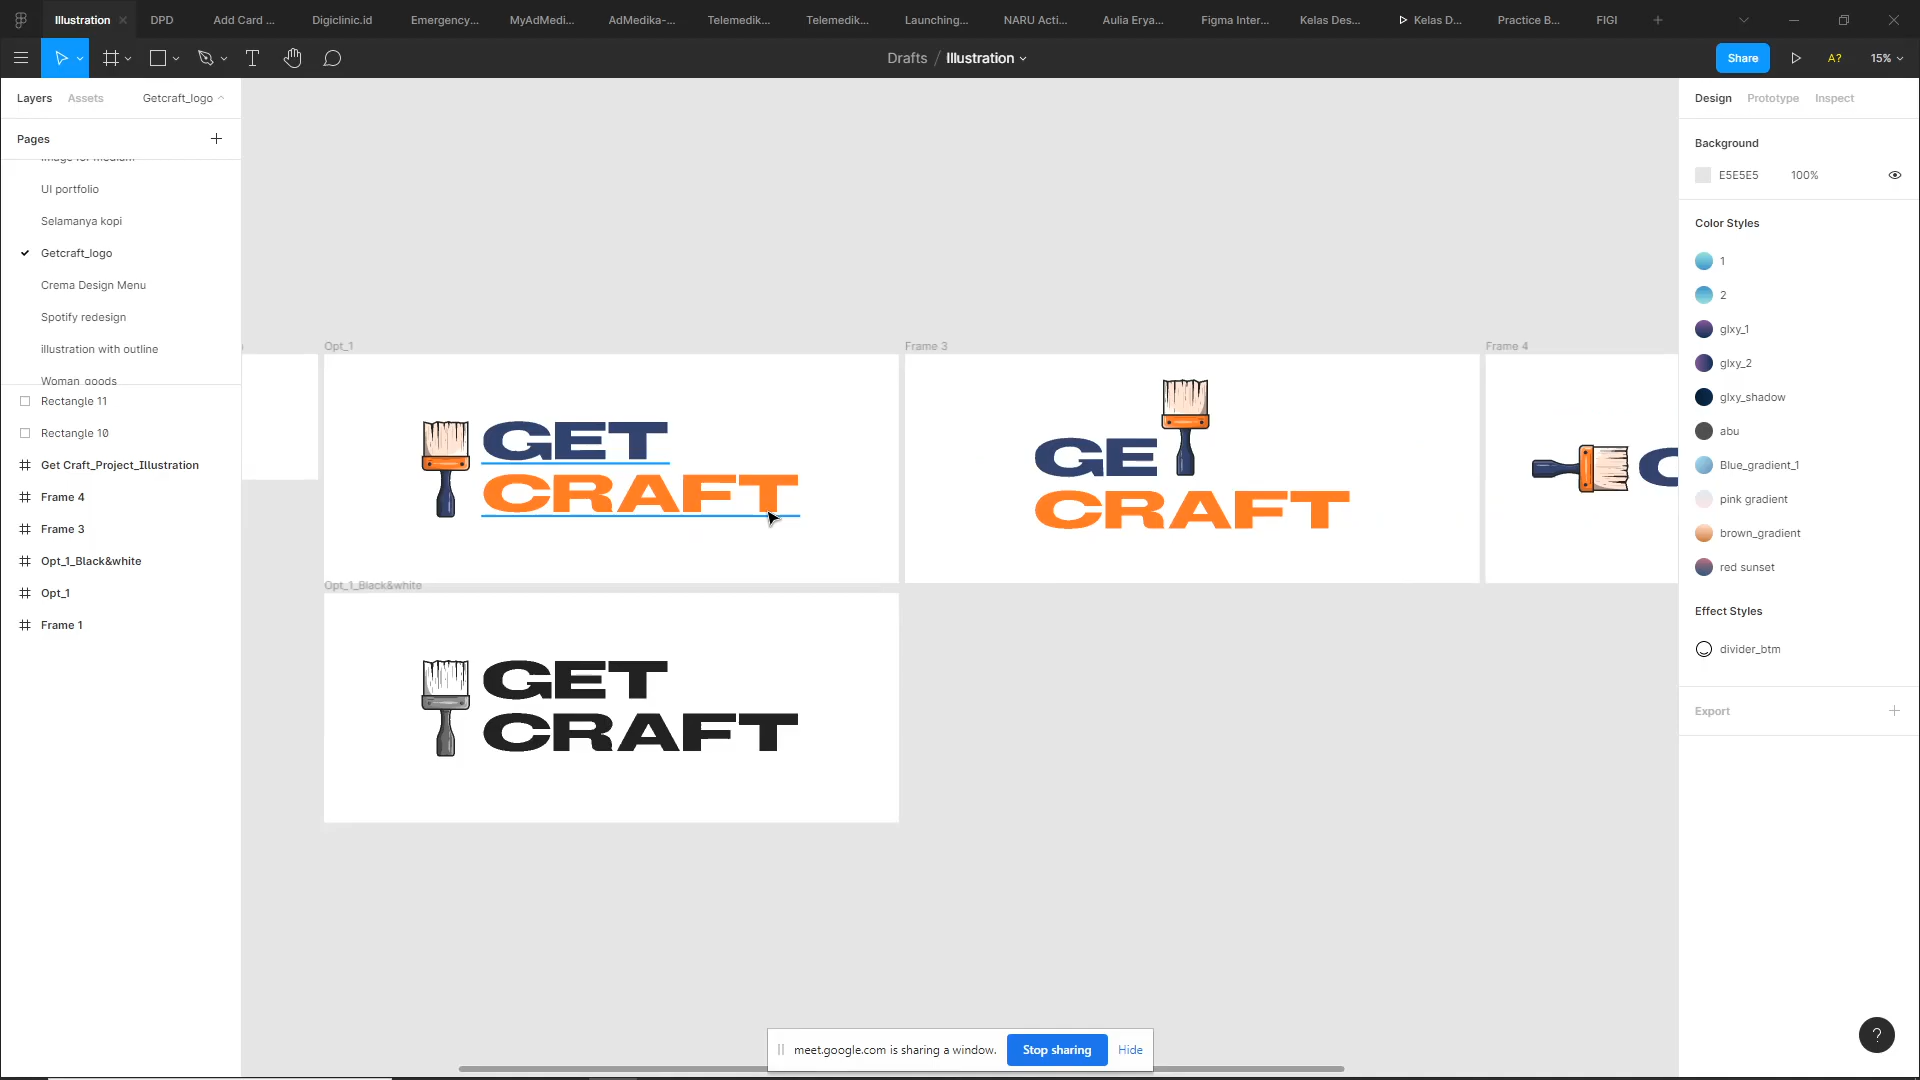 Illustration DPD Add Card ... Digiclinic.id Emergency... MyAdMedi... AdMedika-... Telemedik... Telemedik... Launching... NARU Acti... Aulia Erya... Figma Inter... Kelas Des... Kelas D... Practice B... FIGI
Drafts / Illustration
Share A? 15%
Layers Assets Getcraft_logo
Pages
Image for medium
UI portfolio
Selamanya kopi
Getcraft_logo
Crema Design Menu
Spotify redesign
illustration with outline
Woman_goods
Rectangle 11
Rectangle 10
Get Craft_Project_Illustration
Frame 4
Frame 3
Opt_1_Black&white
Opt_1
Frame 1
Opt_1
GET
CRAFT
Frame 3
GE
CRAFT
Frame 4
Opt_1_Black&white
GET
CRAFT
Design Prototype Inspect
Background
E5E5E5 100%
Color Styles
1
2
glxy_1
glxy_2
glxy_shadow
abu
Blue_gradient_1
pink gradient
brown_gradient
red sunset
Effect Styles
divider_btm
Export
?
meet.google.com is sharing a window. Stop sharing Hide